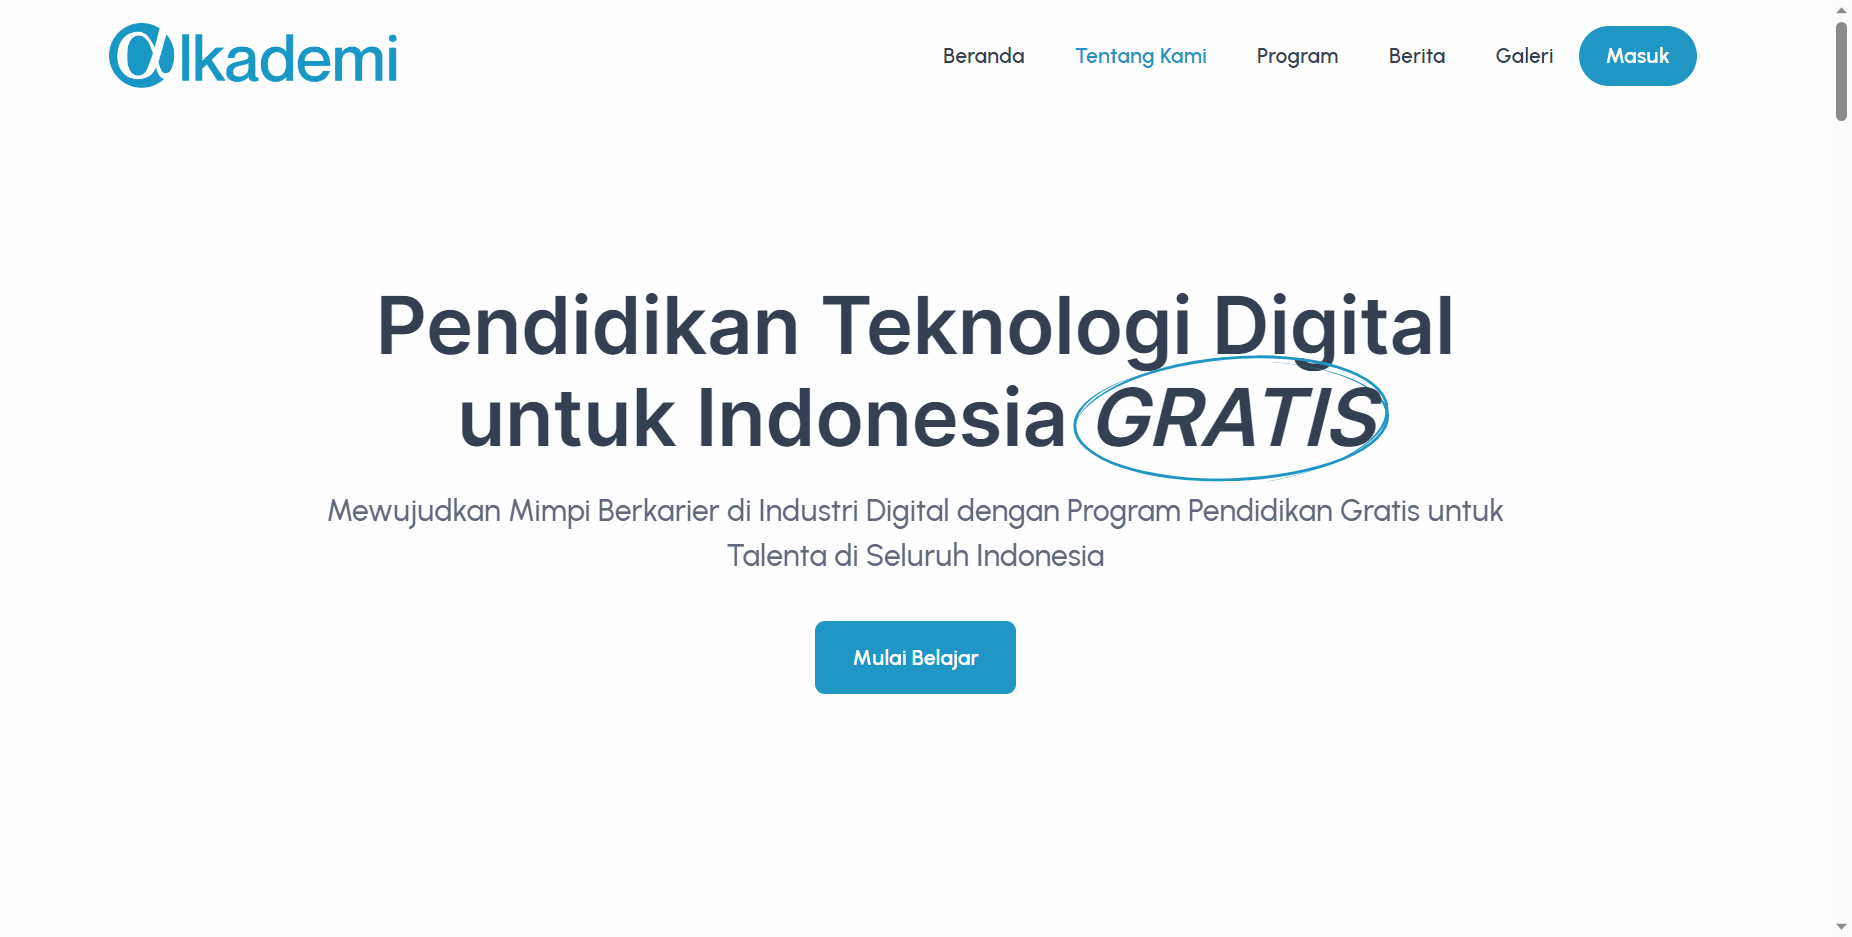 αlkademi
Beranda Tentang Kami Program Berita Galeri Masuk
Pendidikan Teknologi Digital
untuk Indonesia GRATIS
Mewujudkan Mimpi Berkarier di Industri Digital dengan Program Pendidikan Gratis untuk
Talenta di Seluruh Indonesia
Mulai Belajar